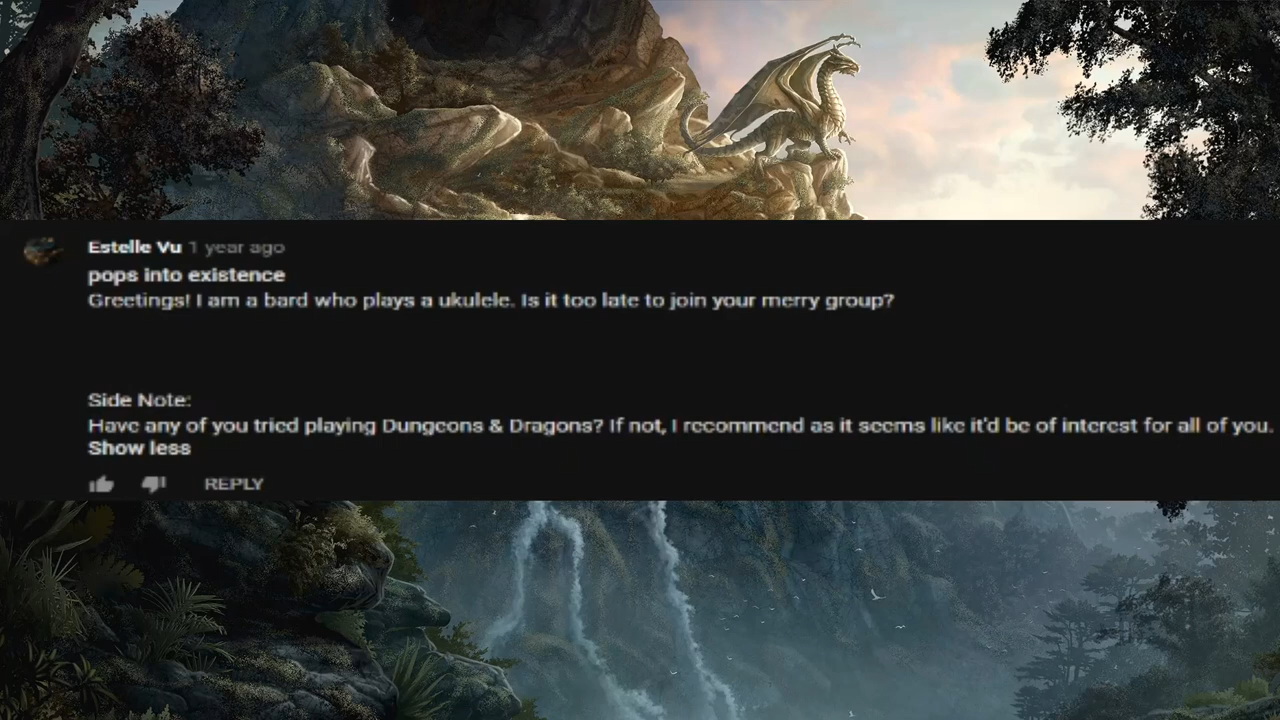 Estelle Vu 1 year ago
pops into existence
Greetings! I am a bard who plays a ukulele. Is it too late to join your merry group?
Side Note:
Have any of you tried playing Dungeons & Dragons? If not, I recommend as it seems like it'd be of interest for all of you.
Show less
REPLY